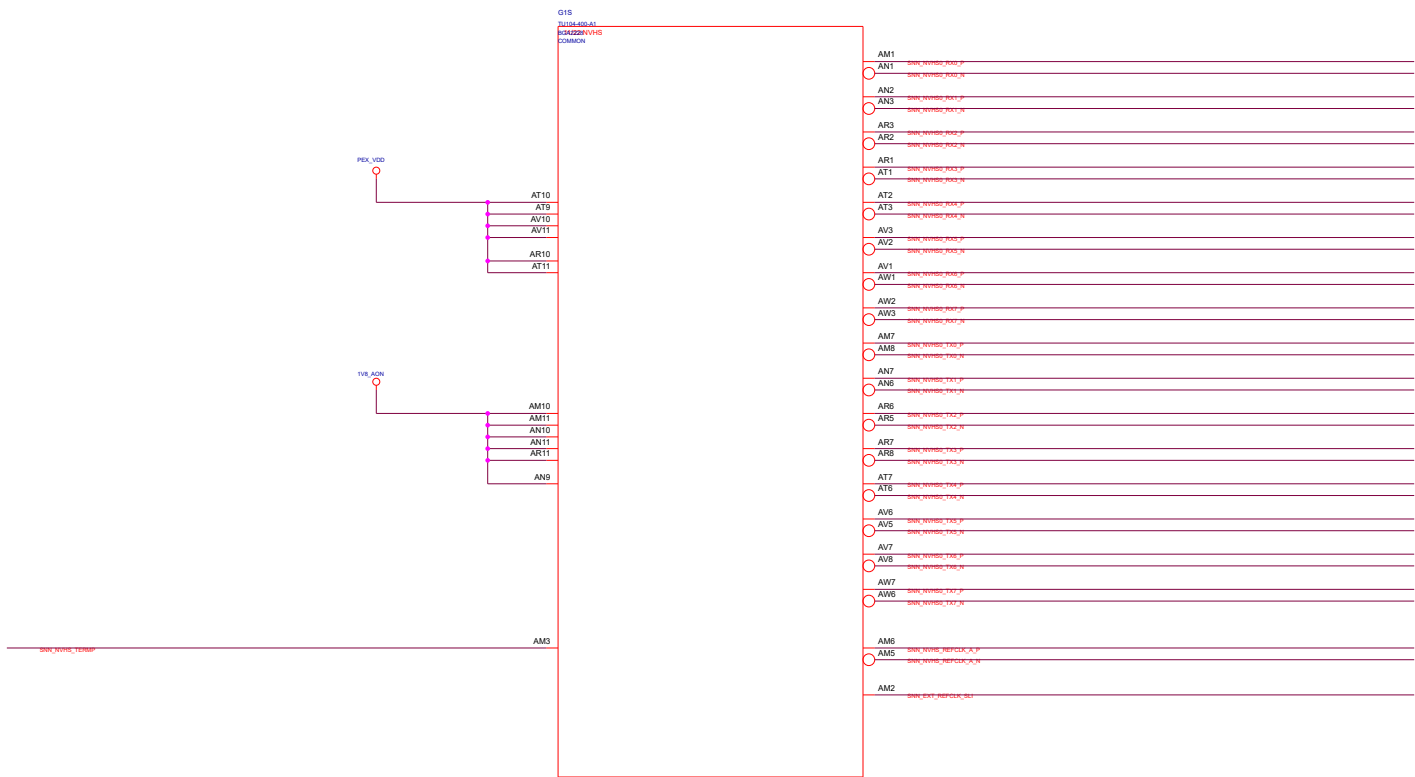 G1S
TU104-400-A1
COMMON
AM1
SNN_NVHS0_RX0_P
AN1
SNN_NVHS0_RX0_N
AN2
SNN_NVHS0_RX1_P
AN3
SNN_NVHS0_RX1_N
AR3
SNN_NVHS0_RX2_P
AR2
SNN_NVHS0_RX2_N
PEX_VDD
AR1
SNN_NVHS0_RX3_P
AT1
SNN_NVHS0_RX3_N
AT10
AT9
AV10
AV11
AR10
AT11
AT2
SNN_NVHS0_RX4_P
AT3
SNN_NVHS0_RX4_N
AV3
SNN_NVHS0_RX5_P
AV2
SNN_NVHS0_RX5_N
AV1
SNN_NVHS0_RX6_P
AW1
SNN_NVHS0_RX6_N
AW2
SNN_NVHS0_RX7_P
AW3
SNN_NVHS0_RX7_N
AM7
SNN_NVHS0_TX0_P
AM8
SNN_NVHS0_TX0_N
1V8_AON
AN7
SNN_NVHS0_TX1_P
AN6
SNN_NVHS0_TX1_N
AM10
AM11
AN10
AN11
AR11
AN9
AR6
SNN_NVHS0_TX2_P
AR5
SNN_NVHS0_TX2_N
AR7
SNN_NVHS0_TX3_P
AR8
SNN_NVHS0_TX3_N
AT7
SNN_NVHS0_TX4_P
AT6
SNN_NVHS0_TX4_N
AV6
SNN_NVHS0_TX5_P
AV5
SNN_NVHS0_TX5_N
AV7
SNN_NVHS0_TX6_P
AV8
SNN_NVHS0_TX6_N
AW7
SNN_NVHS0_TX7_P
AW6
SNN_NVHS0_TX7_N
AM3
SNN_NVHS_TERMP
AM6
SNN_NVHS_REFCLK_A_P
AM5
SNN_NVHS_REFCLK_A_N
AM2
SNN_EXT_REFCLK_SLI